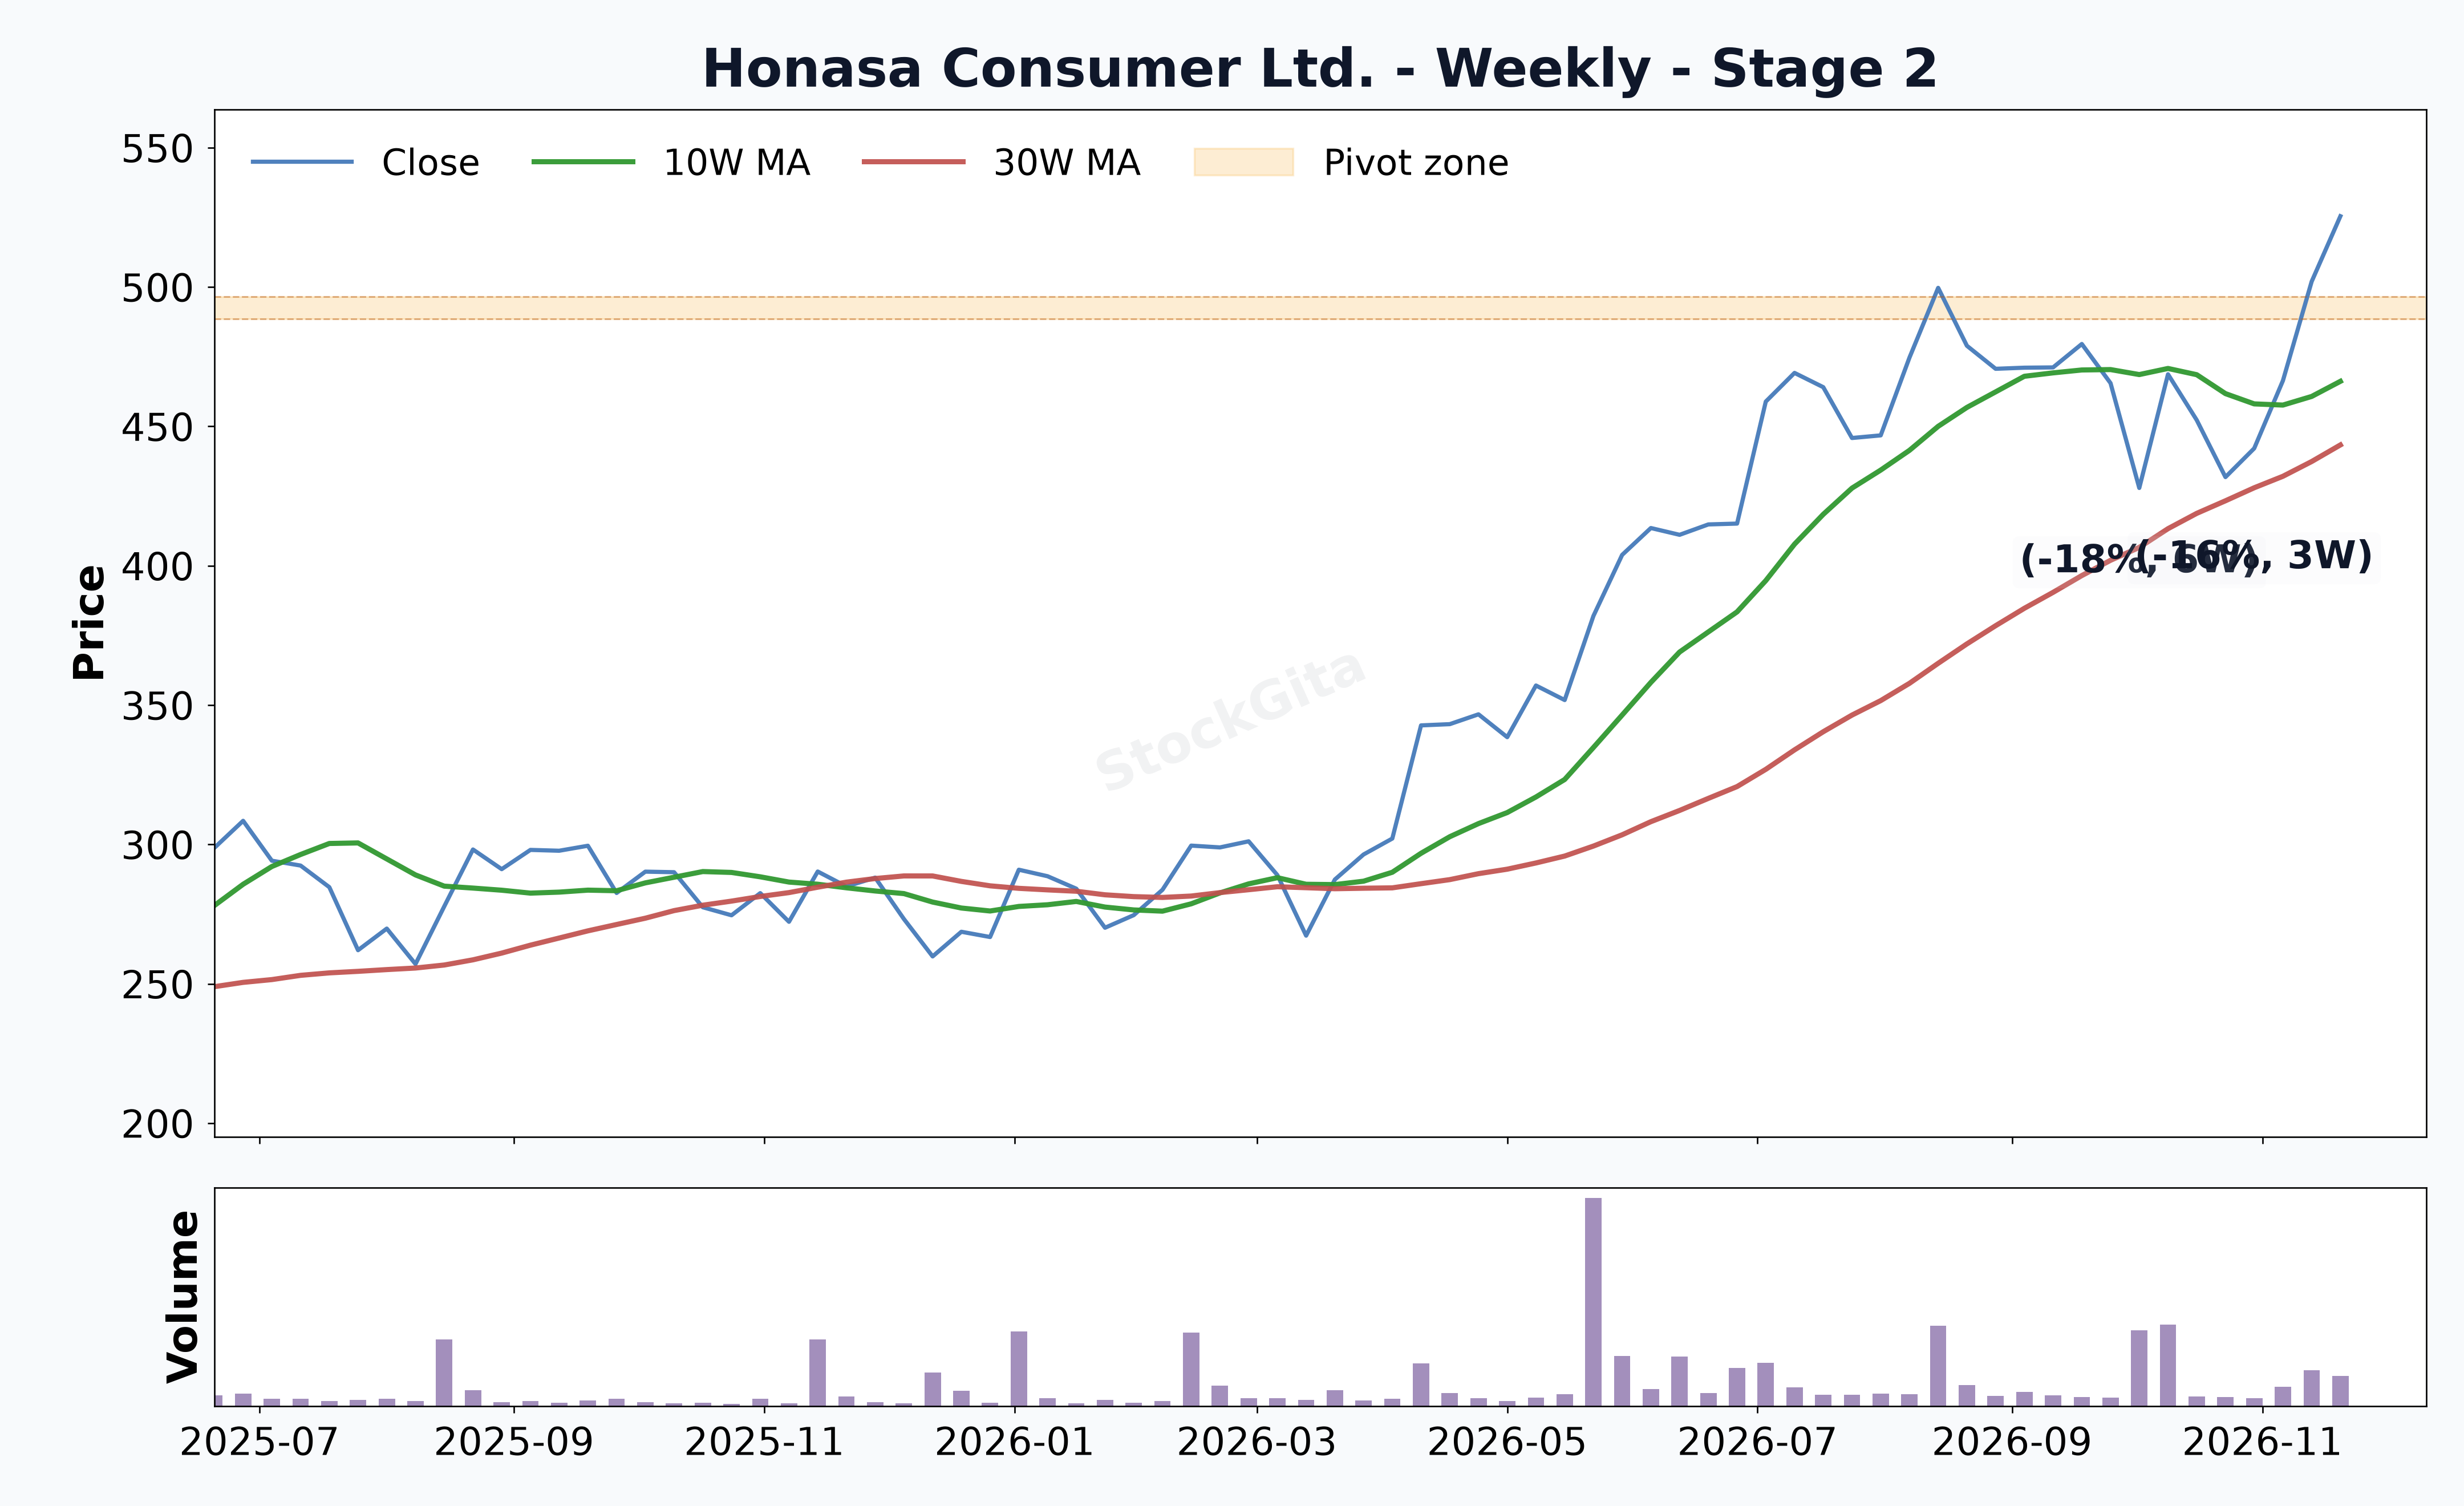 Honasa Consumer Ltd. - Weekly - Stage 2
Close 10W MA 30W MA Pivot zone
550
500
450
400
350
300
250
200
Price
(-18%, 6W)
(-16%, 3W)
StockGita
Volume
2025-07 2025-09 2025-11 2026-01 2026-03 2026-05 2026-07 2026-09 2026-11